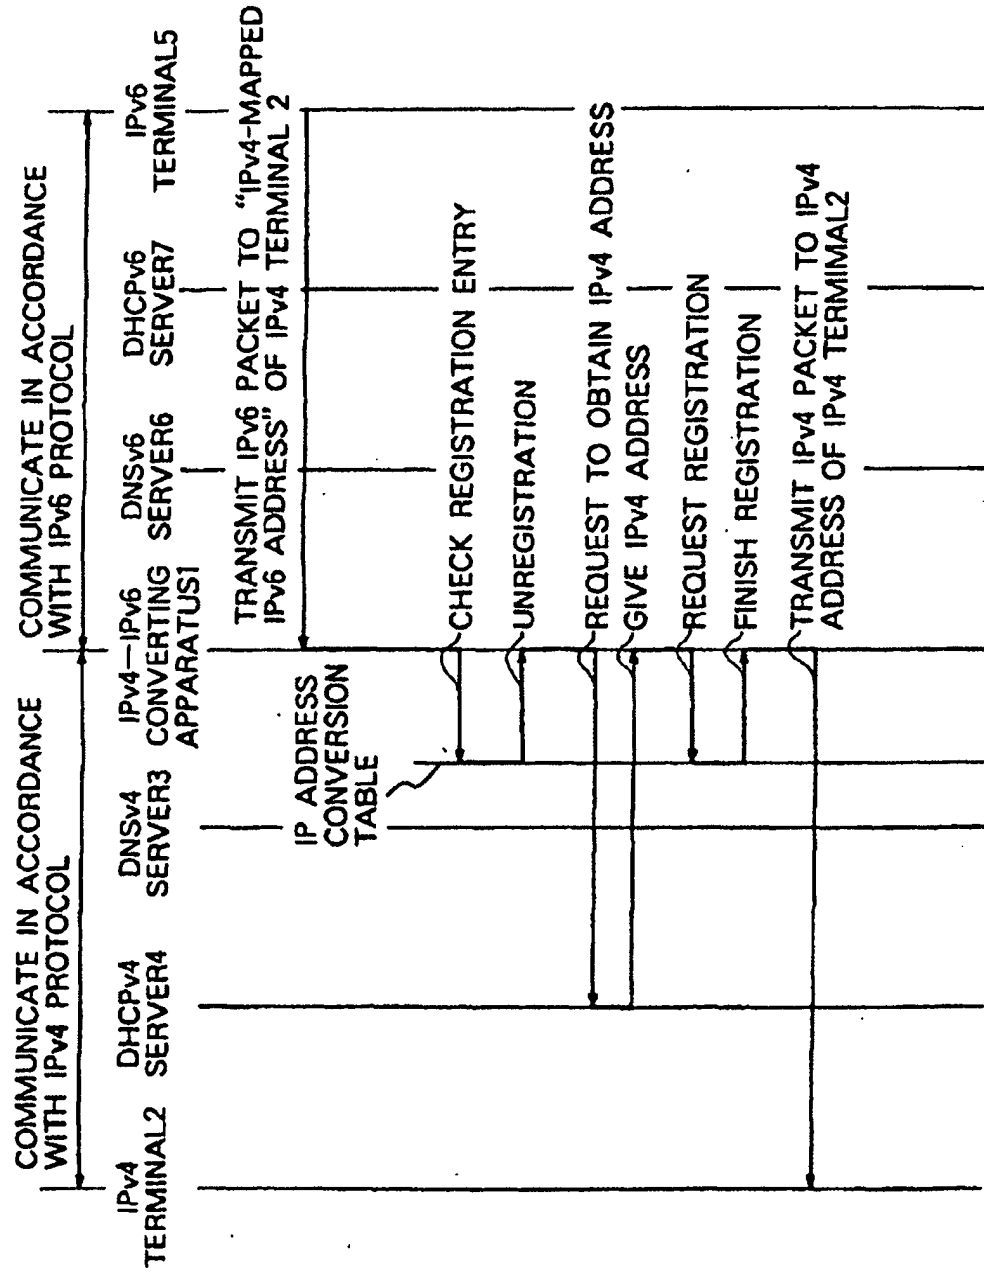 COMMUNICATE IN ACCORDANCE
WITH IPv4 PROTOCOL
COMMUNICATE IN ACCORDANCE
WITH IPv6 PROTOCOL
IPv4
TERMINAL2
DHCPv4
SERVER4
DNSv4
SERVER3
IPv4—IPv6
CONVERTING
APPARATUS1
DNSv6
SERVER6
DHCPv6
SERVER7
IPv6
TERMINAL5
TRANSMIT IPv6 PACKET TO "IPv4-MAPPED
IPv6 ADDRESS" OF IPv4 TERMINAL 2
IP ADDRESS
CONVERSION
TABLE
CHECK REGISTRATION ENTRY
UNREGISTRATION
REQUEST TO OBTAIN IPv4 ADDRESS
GIVE IPv4 ADDRESS
REQUEST REGISTRATION
FINISH REGISTRATION
TRANSMIT IPv4 PACKET TO IPv4
ADDRESS OF IPv4 TERMIMAL2